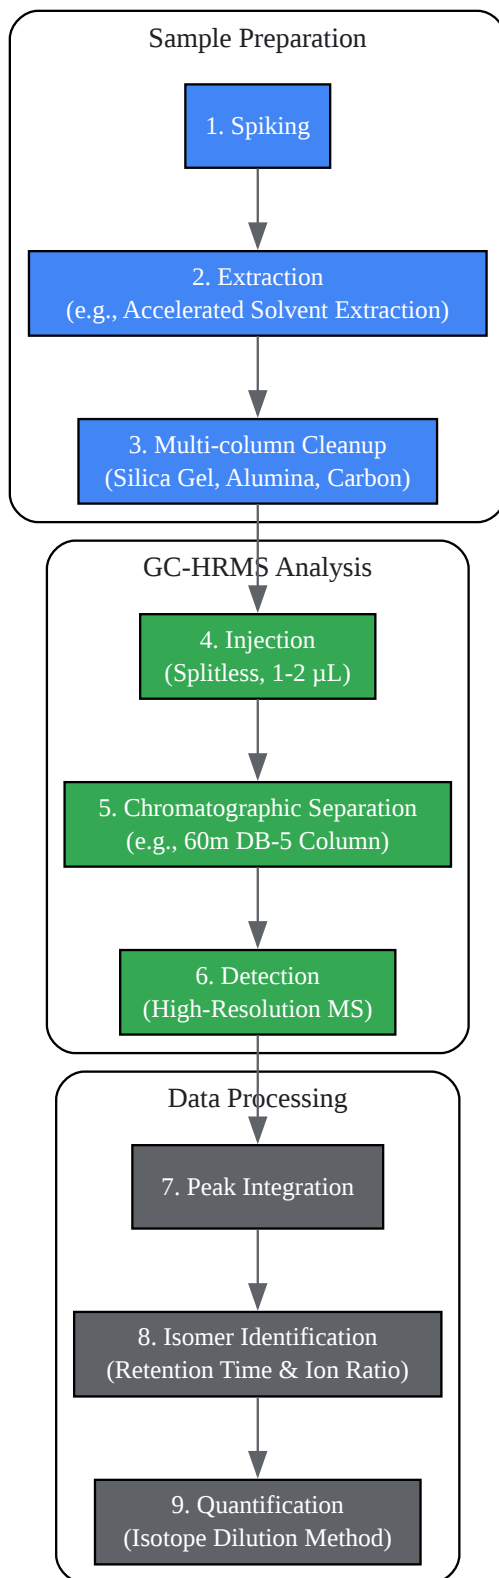 Sample Preparation
1. Spiking
2. Extraction
(e.g., Accelerated Solvent Extraction)
3. Multi-column Cleanup
(Silica Gel, Alumina, Carbon)
GC-HRMS Analysis
4. Injection
(Splitless, 1-2 µL)
5. Chromatographic Separation
(e.g., 60m DB-5 Column)
6. Detection
(High-Resolution MS)
Data Processing
7. Peak Integration
8. Isomer Identification
(Retention Time & Ion Ratio)
9. Quantification
(Isotope Dilution Method)